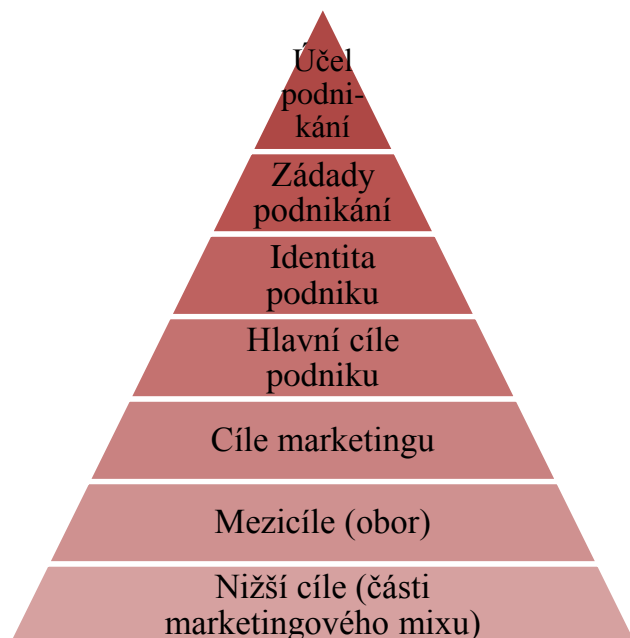 Účel
podni-
kání
Zádady
podnikání
Identita
podniku
Hlavní cíle
podniku
Cíle marketingu
Mezicíle (obor)
Nižší cíle (části
marketingového mixu)